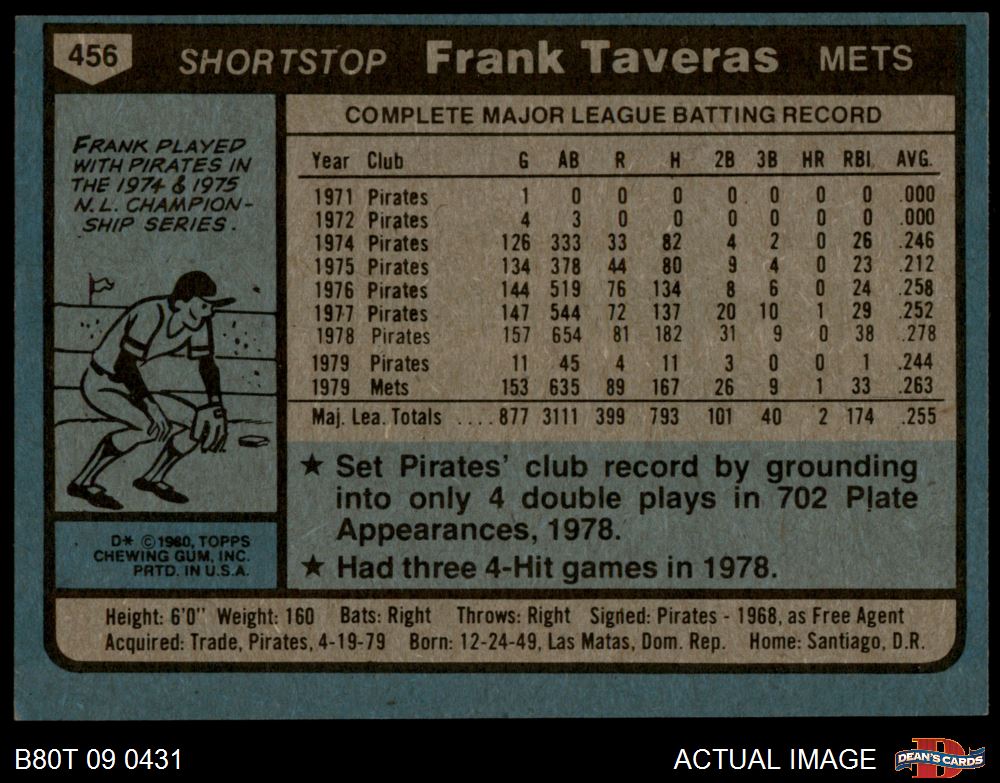 456 SHORTSTOP Frank Taveras METS
FRANK PLAYED
WITH PIRATES IN
THE 1974 & 1975
N.L. CHAMPION-
SHIP SERIES.
D* © 1980, TOPPS
CHEWING GUM, INC.
PRTD. IN U.S.A.
COMPLETE MAJOR LEAGUE BATTING RECORD
Year Club G AB R H 2B 3B HR RBI AVG.
1971 Pirates 1 0 0 0 0 0 0 0 .000
1972 Pirates 4 3 0 0 0 0 0 0 .000
1974 Pirates 126 333 33 82 4 2 0 26 .246
1975 Pirates 134 378 44 80 9 4 0 23 .212
1976 Pirates 144 519 76 134 8 6 0 24 .258
1977 Pirates 147 544 72 137 20 10 1 29 .252
1978 Pirates 157 654 81 182 31 9 0 38 .278
1979 Pirates 11 45 4 11 3 0 0 1 .244
1979 Mets 153 635 89 167 26 9 1 33 .263
Maj. Lea. Totals .... 877 3111 399 793 101 40 2 174 .255
★ Set Pirates' club record by grounding
into only 4 double plays in 702 Plate
Appearances, 1978.
★ Had three 4-Hit games in 1978.
Height: 6'0" Weight: 160 Bats: Right Throws: Right Signed: Pirates - 1968, as Free Agent
Acquired: Trade, Pirates, 4-19-79 Born: 12-24-49, Las Matas, Dom. Rep. Home: Santiago, D.R.
B80T 09 0431 ACTUAL IMAGE D DEAN'S CARDS